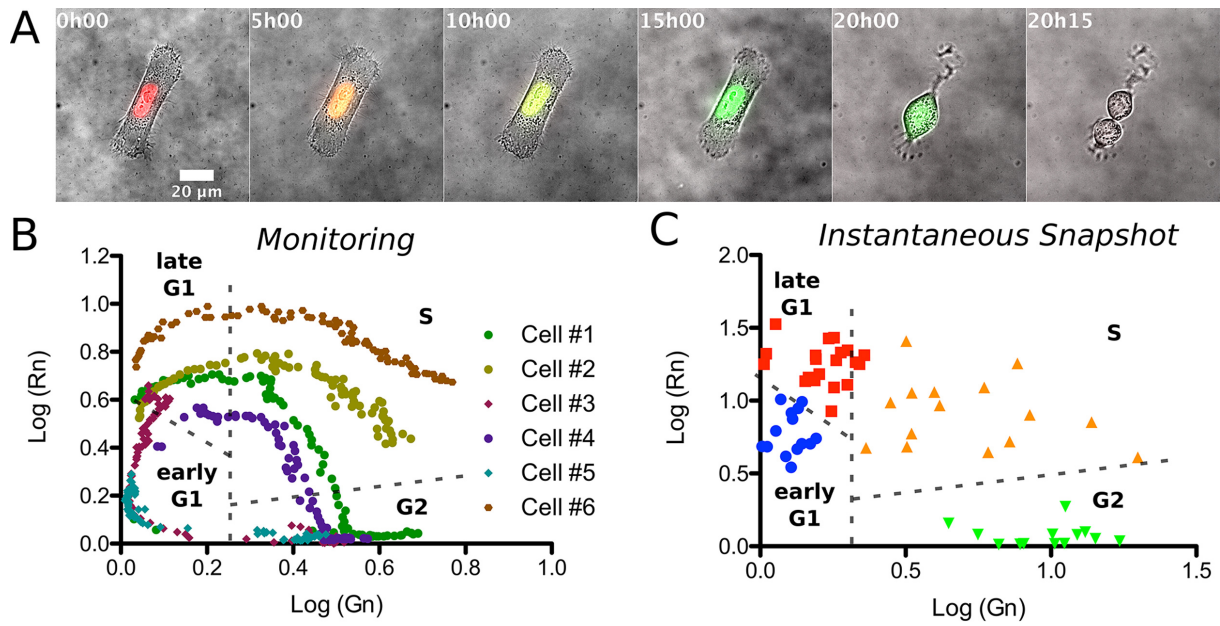 A
0h00
5h00
10h00
15h00
20h00
20h15
20 µm
B
Monitoring
1.2
1.0
0.8
0.6
0.4
0.2
0.0
Log (Rn)
late
G1
S
early
G1
G2
Cell #1
Cell #2
Cell #3
Cell #4
Cell #5
Cell #6
0.0 0.2 0.4 0.6 0.8 1.0
Log (Gn)
C
Instantaneous Snapshot
2.0
1.5
1.0
0.5
0.0
Log (Rn)
late
G1
S
early
G1
G2
0.0 0.5 1.0 1.5
Log (Gn)